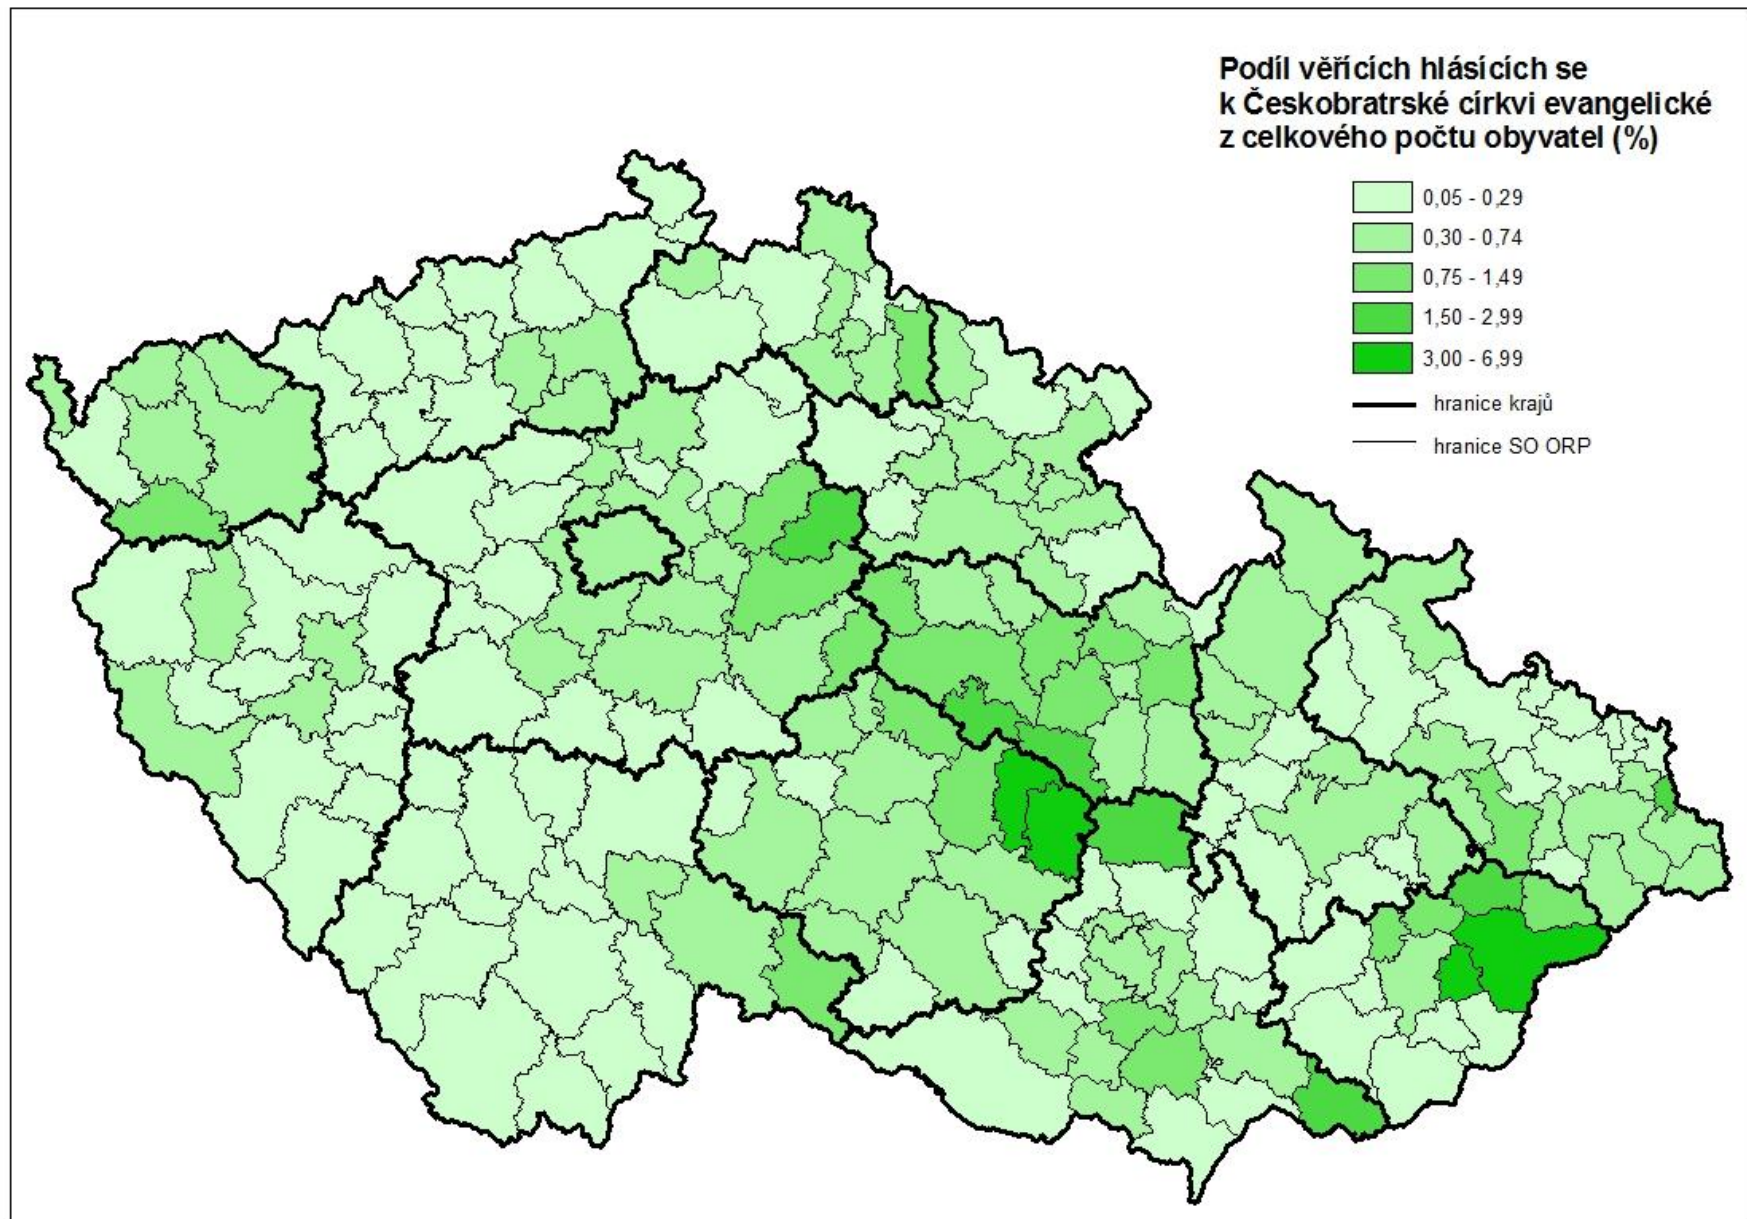 Podíl věřících hlásících se
k Českobratrské církvi evangelické
z celkového počtu obyvatel (%)
0,05 - 0,29
0,30 - 0,74
0,75 - 1,49
1,50 - 2,99
3,00 - 6,99
hranice krajů
hranice SO ORP